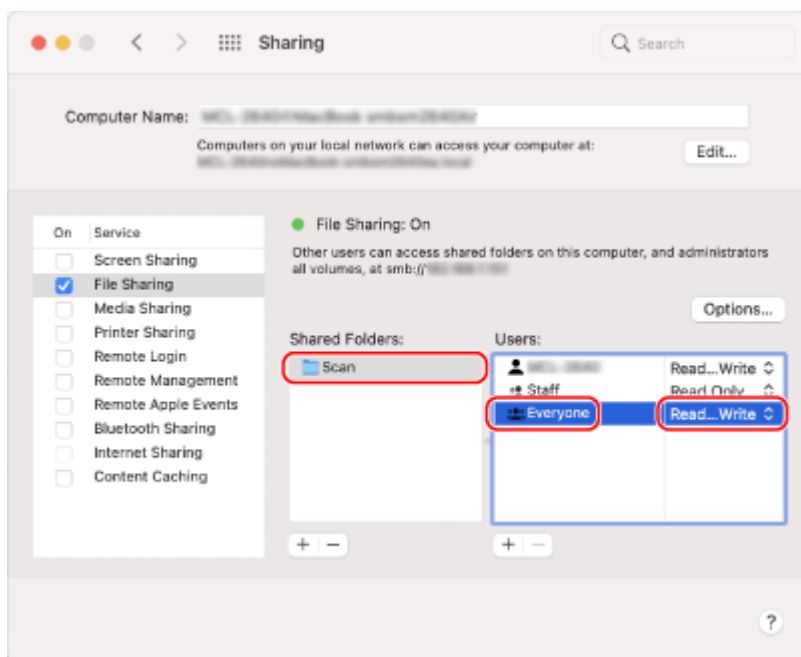 Sharing
Search
Computer Name:
Computers on your local network can access your computer at:
Edit...
On Service
Screen Sharing
File Sharing
Media Sharing
Printer Sharing
Remote Login
Remote Management
Remote Apple Events
Bluetooth Sharing
Internet Sharing
Content Caching
File Sharing: On
Other users can access shared folders on this computer, and administrators
all volumes, at smb://
Options...
Shared Folders:
Scan
Users:
Read...Write
Staff Read Only
Everyone Read...Write
+ −
+ −
?